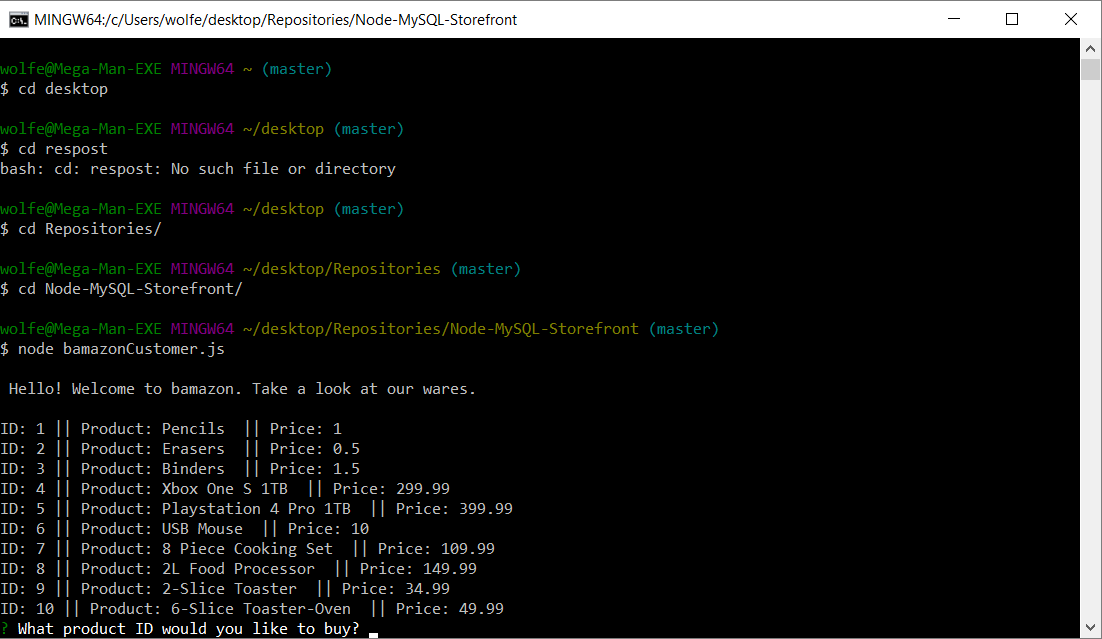 MINGW64:/c/Users/wolfe/desktop/Repositories/Node-MySQL-Storefront
wolfe@Mega-Man-EXE MINGW64 ~ (master)
$ cd desktop
wolfe@Mega-Man-EXE MINGW64 ~/desktop (master)
$ cd respost
bash: cd: respost: No such file or directory
wolfe@Mega-Man-EXE MINGW64 ~/desktop (master)
$ cd Repositories/
wolfe@Mega-Man-EXE MINGW64 ~/desktop/Repositories (master)
$ cd Node-MySQL-Storefront/
wolfe@Mega-Man-EXE MINGW64 ~/desktop/Repositories/Node-MySQL-Storefront (master)
$ node bamazonCustomer.js
Hello! Welcome to bamazon. Take a look at our wares.
ID: 1 || Product: Pencils  || Price: 1
ID: 2 || Product: Erasers  || Price: 0.5
ID: 3 || Product: Binders  || Price: 1.5
ID: 4 || Product: Xbox One S 1TB  || Price: 299.99
ID: 5 || Product: Playstation 4 Pro 1TB  || Price: 399.99
ID: 6 || Product: USB Mouse  || Price: 10
ID: 7 || Product: 8 Piece Cooking Set  || Price: 109.99
ID: 8 || Product: 2L Food Processor  || Price: 149.99
ID: 9 || Product: 2-Slice Toaster  || Price: 34.99
ID: 10 || Product: 6-Slice Toaster-Oven  || Price: 49.99
? What product ID would you like to buy?